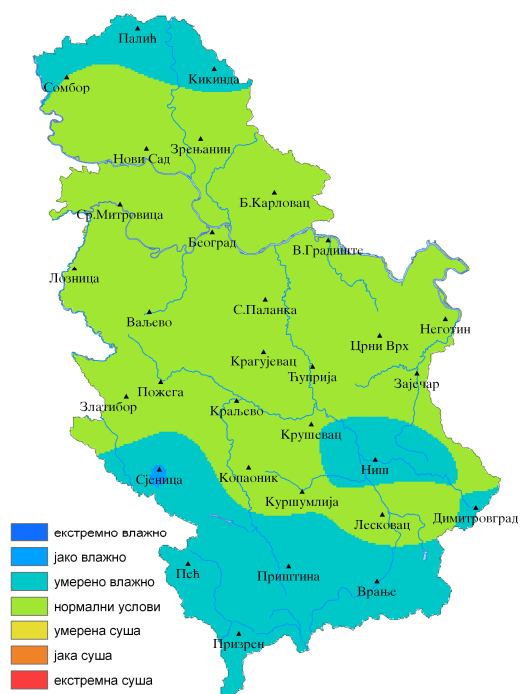 Палић
Кикинда
Сомбор
Зрењанин
Нови Сад
Б.Карловац
Ср.Митровица
Београд
В.Градиште
Лозница
С.Паланка
Ваљево
Неготин
Црни Врх
Крагујевац
Ћуприја
Зајечар
Пожега
Златибор
Краљево
Крушевац
Ниш
Сјеница
Копаоник
Куршумлија
Лесковац
Димитровград
Пећ
Приштина
Врање
Призрен
екстремно влажно
јако влажно
умерено влажно
нормални услови
умерена суша
јака суша
екстремна суша